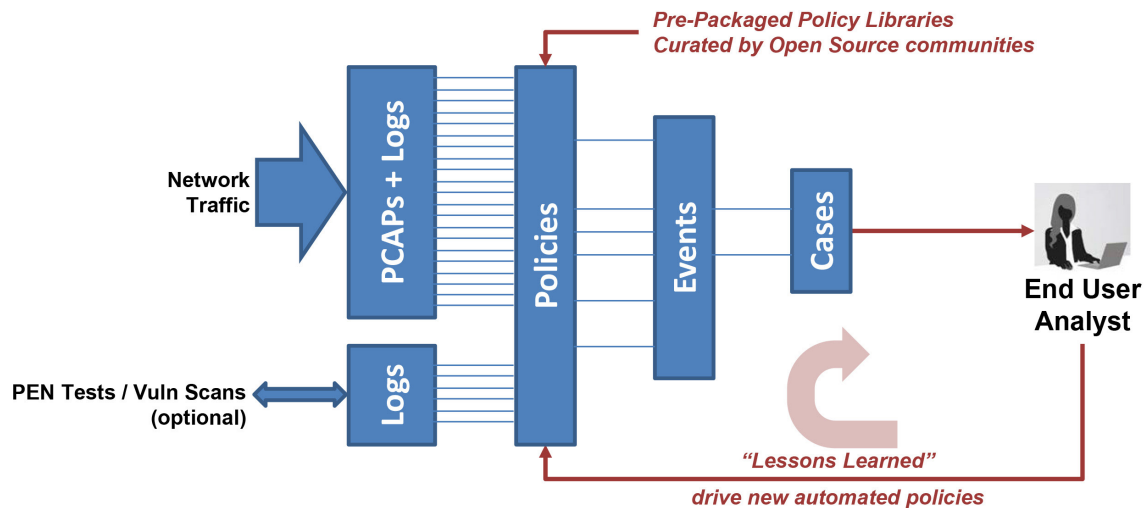 Pre-Packaged Policy Libraries
Curated by Open Source communities
Network
Traffic
PCAPs + Logs
Policies
Events
Cases
End User
Analyst
PEN Tests / Vuln Scans
(optional)
Logs
“Lessons Learned”
drive new automated policies